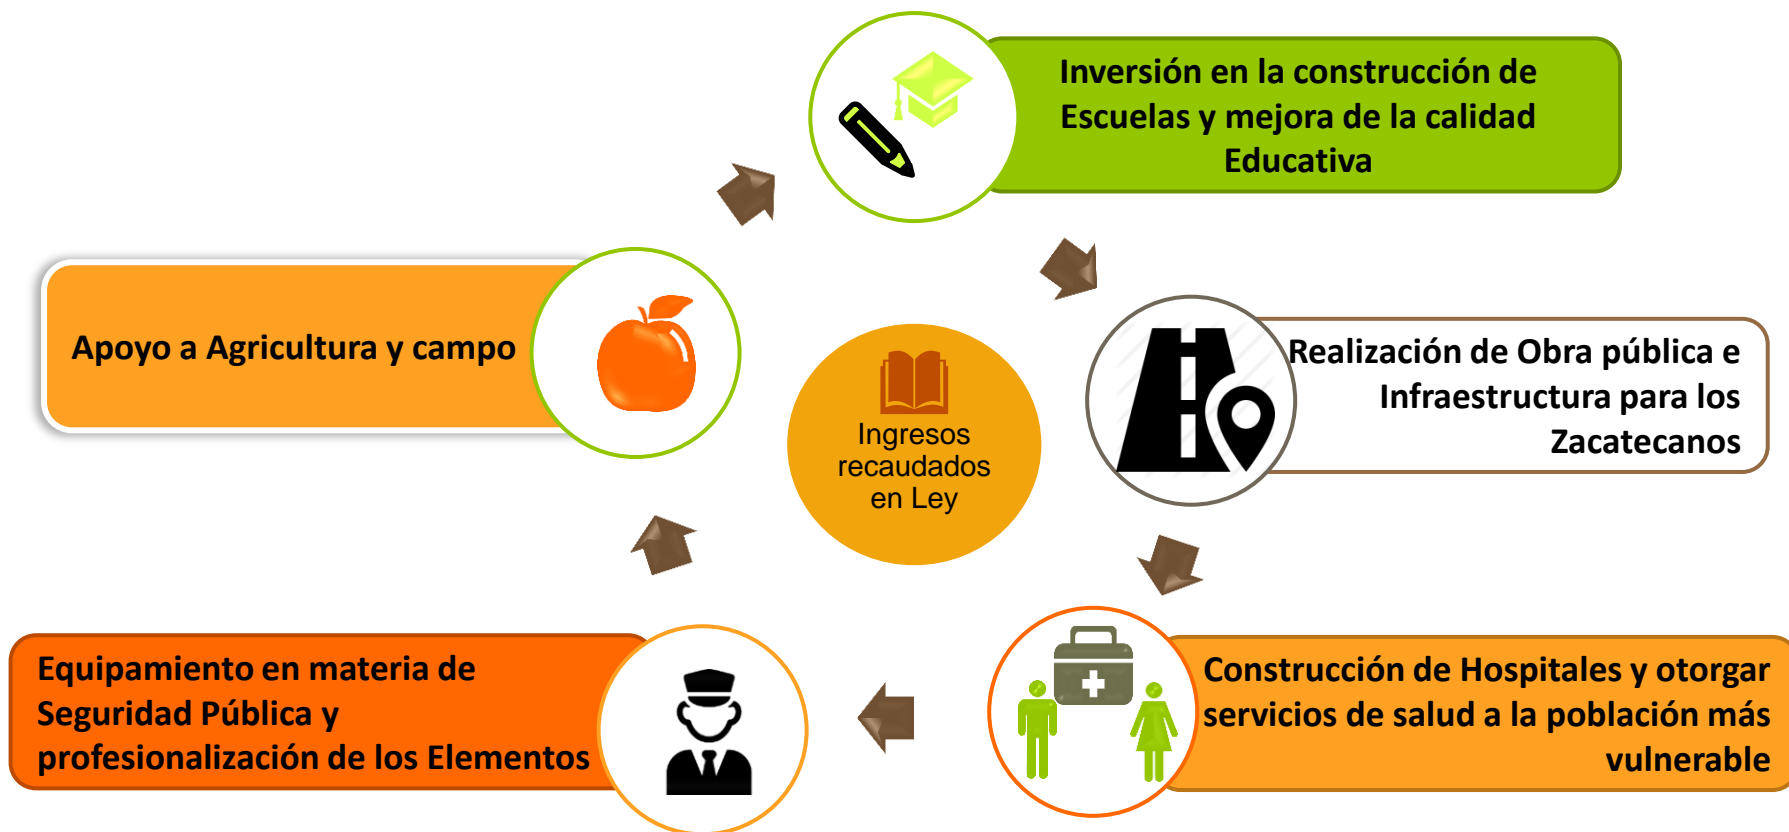 Inversión en la construcción de
Escuelas y mejora de la calidad
Educativa
Apoyo a Agricultura y campo
Ingresos
recaudados
en Ley
Realización de Obra pública e
Infraestructura para los
Zacatecanos
Equipamiento en materia de
Seguridad Pública y
profesionalización de los Elementos
Construcción de Hospitales y otorgar
servicios de salud a la población más
vulnerable